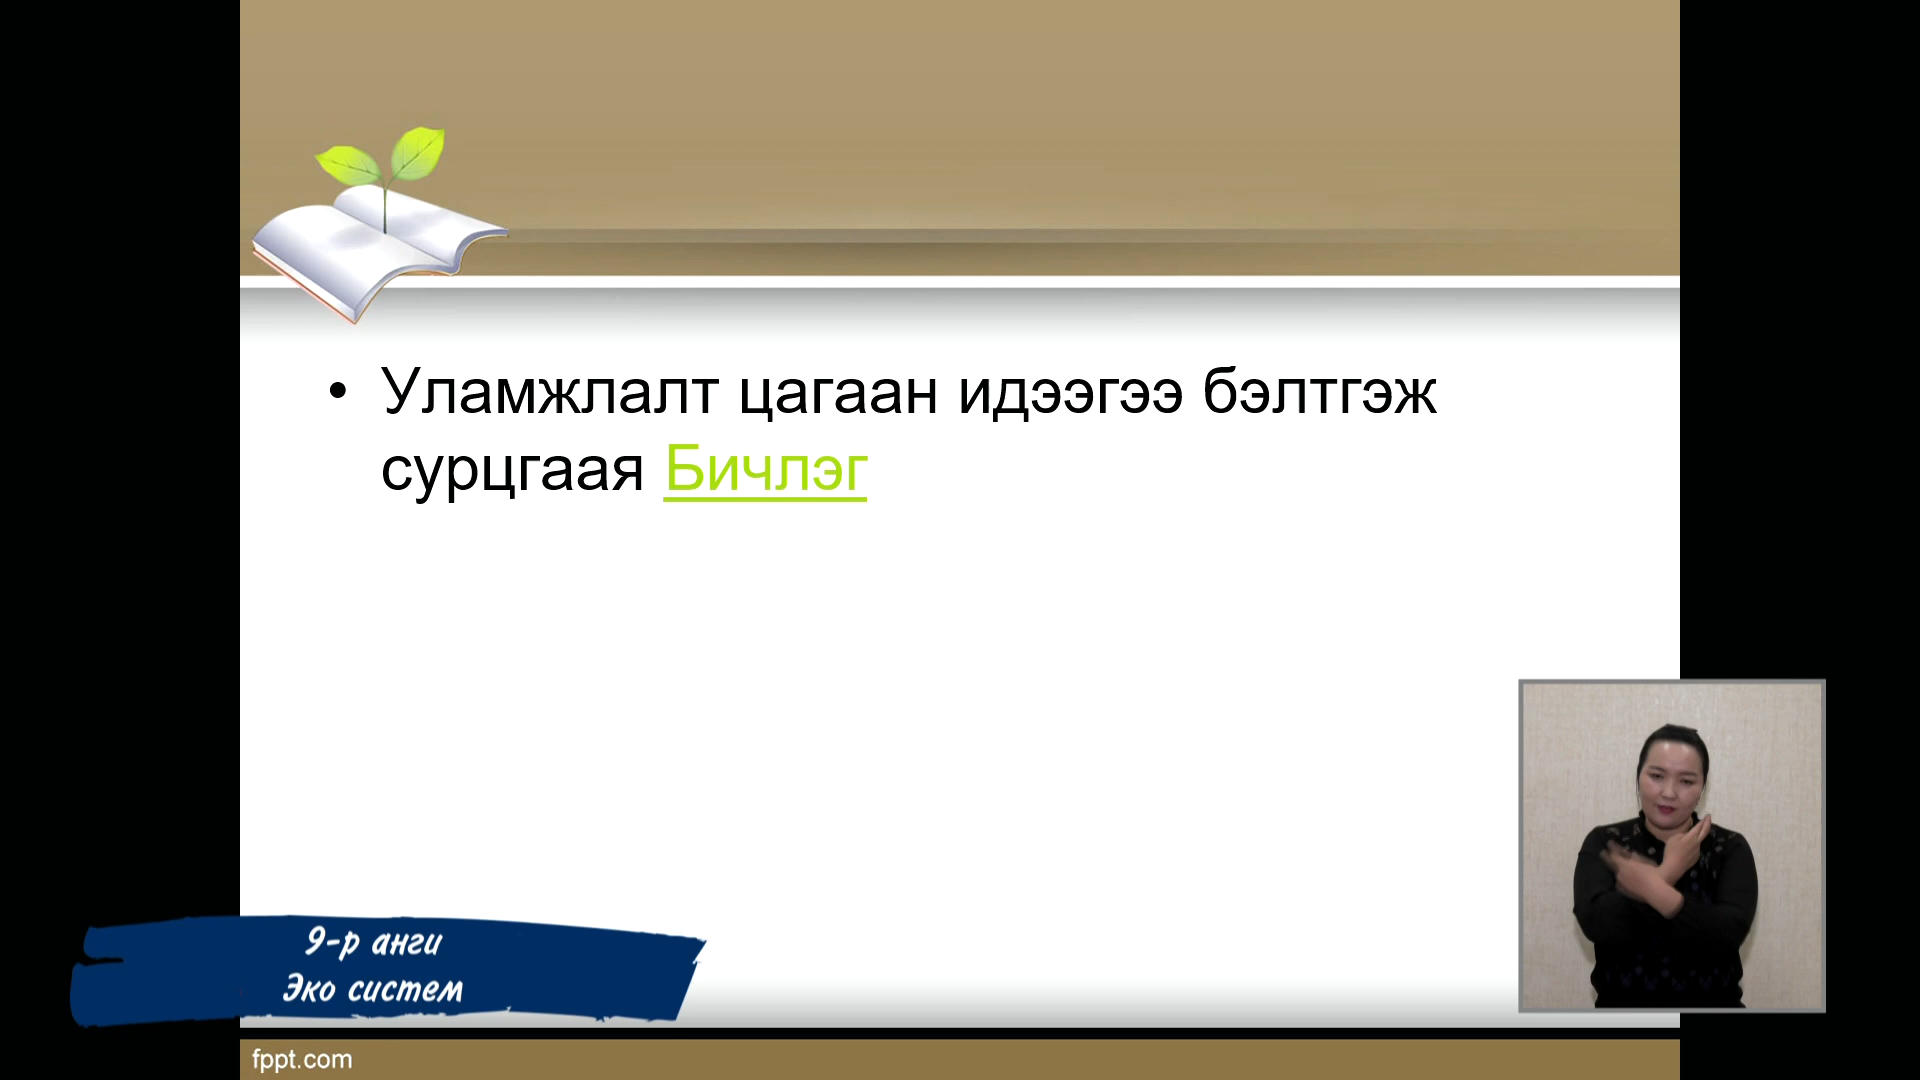 • Уламжлалт цагаан идээгээ бэлтгэж
сурцгаая Бичлэг
9-р анги
Эко систем
fppt.com